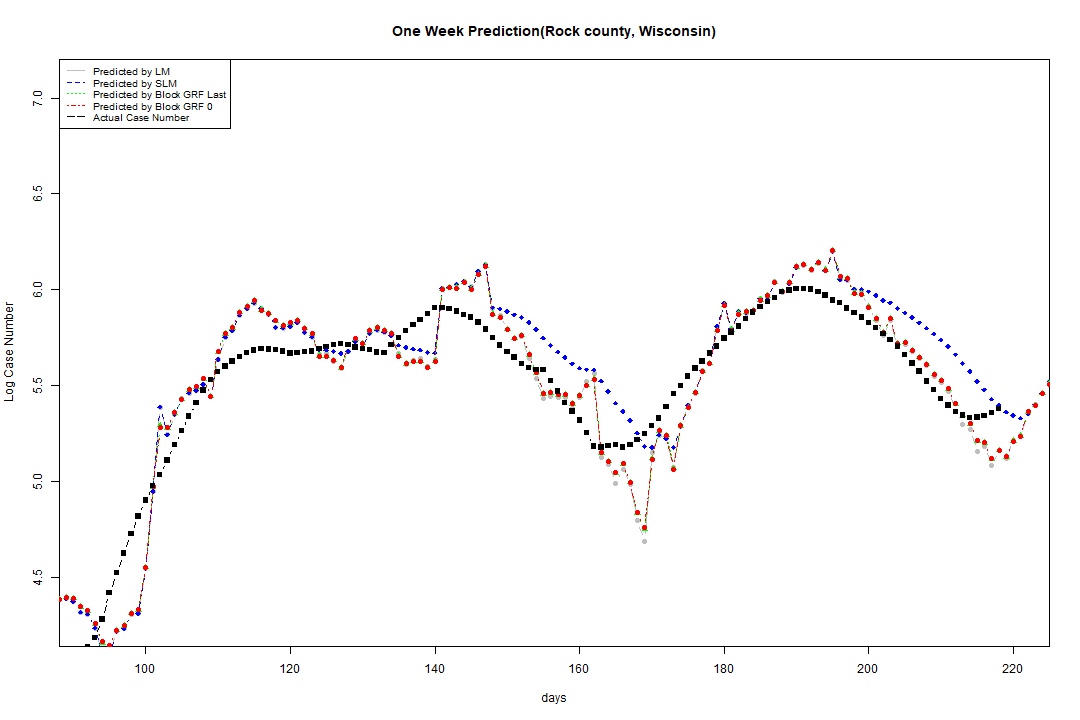 One Week Prediction(Rock county, Wisconsin)
Predicted by LM
Predicted by SLM
Predicted by Block GRF Last
Predicted by Block GRF 0
Actual Case Number
7.0
6.5
6.0
5.5
5.0
4.5
Log Case Number
100 120 140 160 180 200 220
days